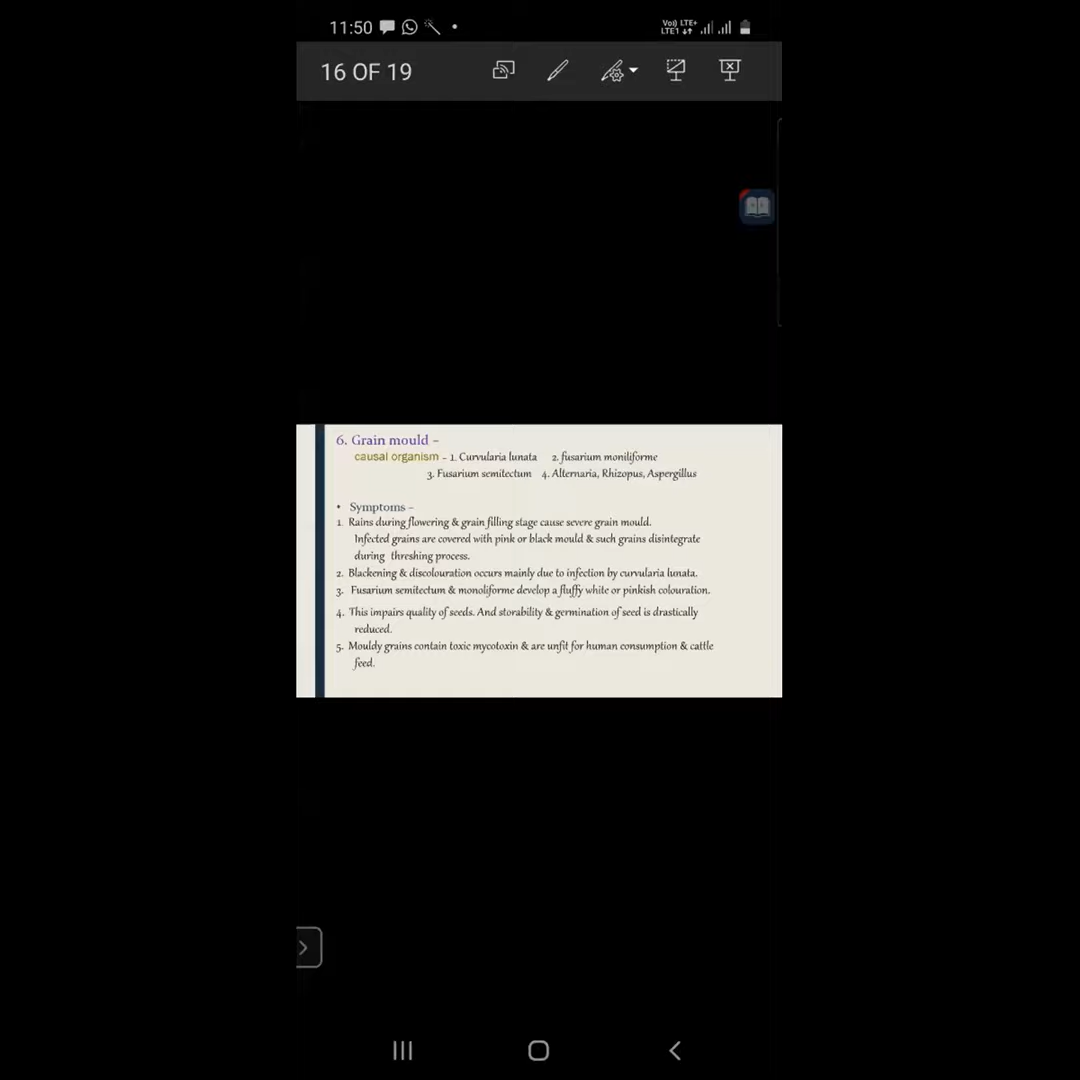 11:50
Vo)) LTE+
LTE1
16 OF 19
6. Grain mould –
causal organism – 1. Curvularia lunata 2. fusarium moniliforme
3. Fusarium semitectum 4. Alternaria, Rhizopus, Aspergillus
• Symptoms –
1. Rains during flowering & grain filling stage cause severe grain mould.
Infected grains are covered with pink or black mould & such grains disintegrate
during threshing process.
2. Blackening & discolouration occurs mainly due to infection by curvularia lunata.
3. Fusarium semitectum & monoliforme develop a fluffy white or pinkish colouration.
4. This impairs quality of seeds. And storability & germination of seed is drastically
reduced.
5. Mouldy grains contain toxic mycotoxin & are unfit for human consumption & cattle
feed.